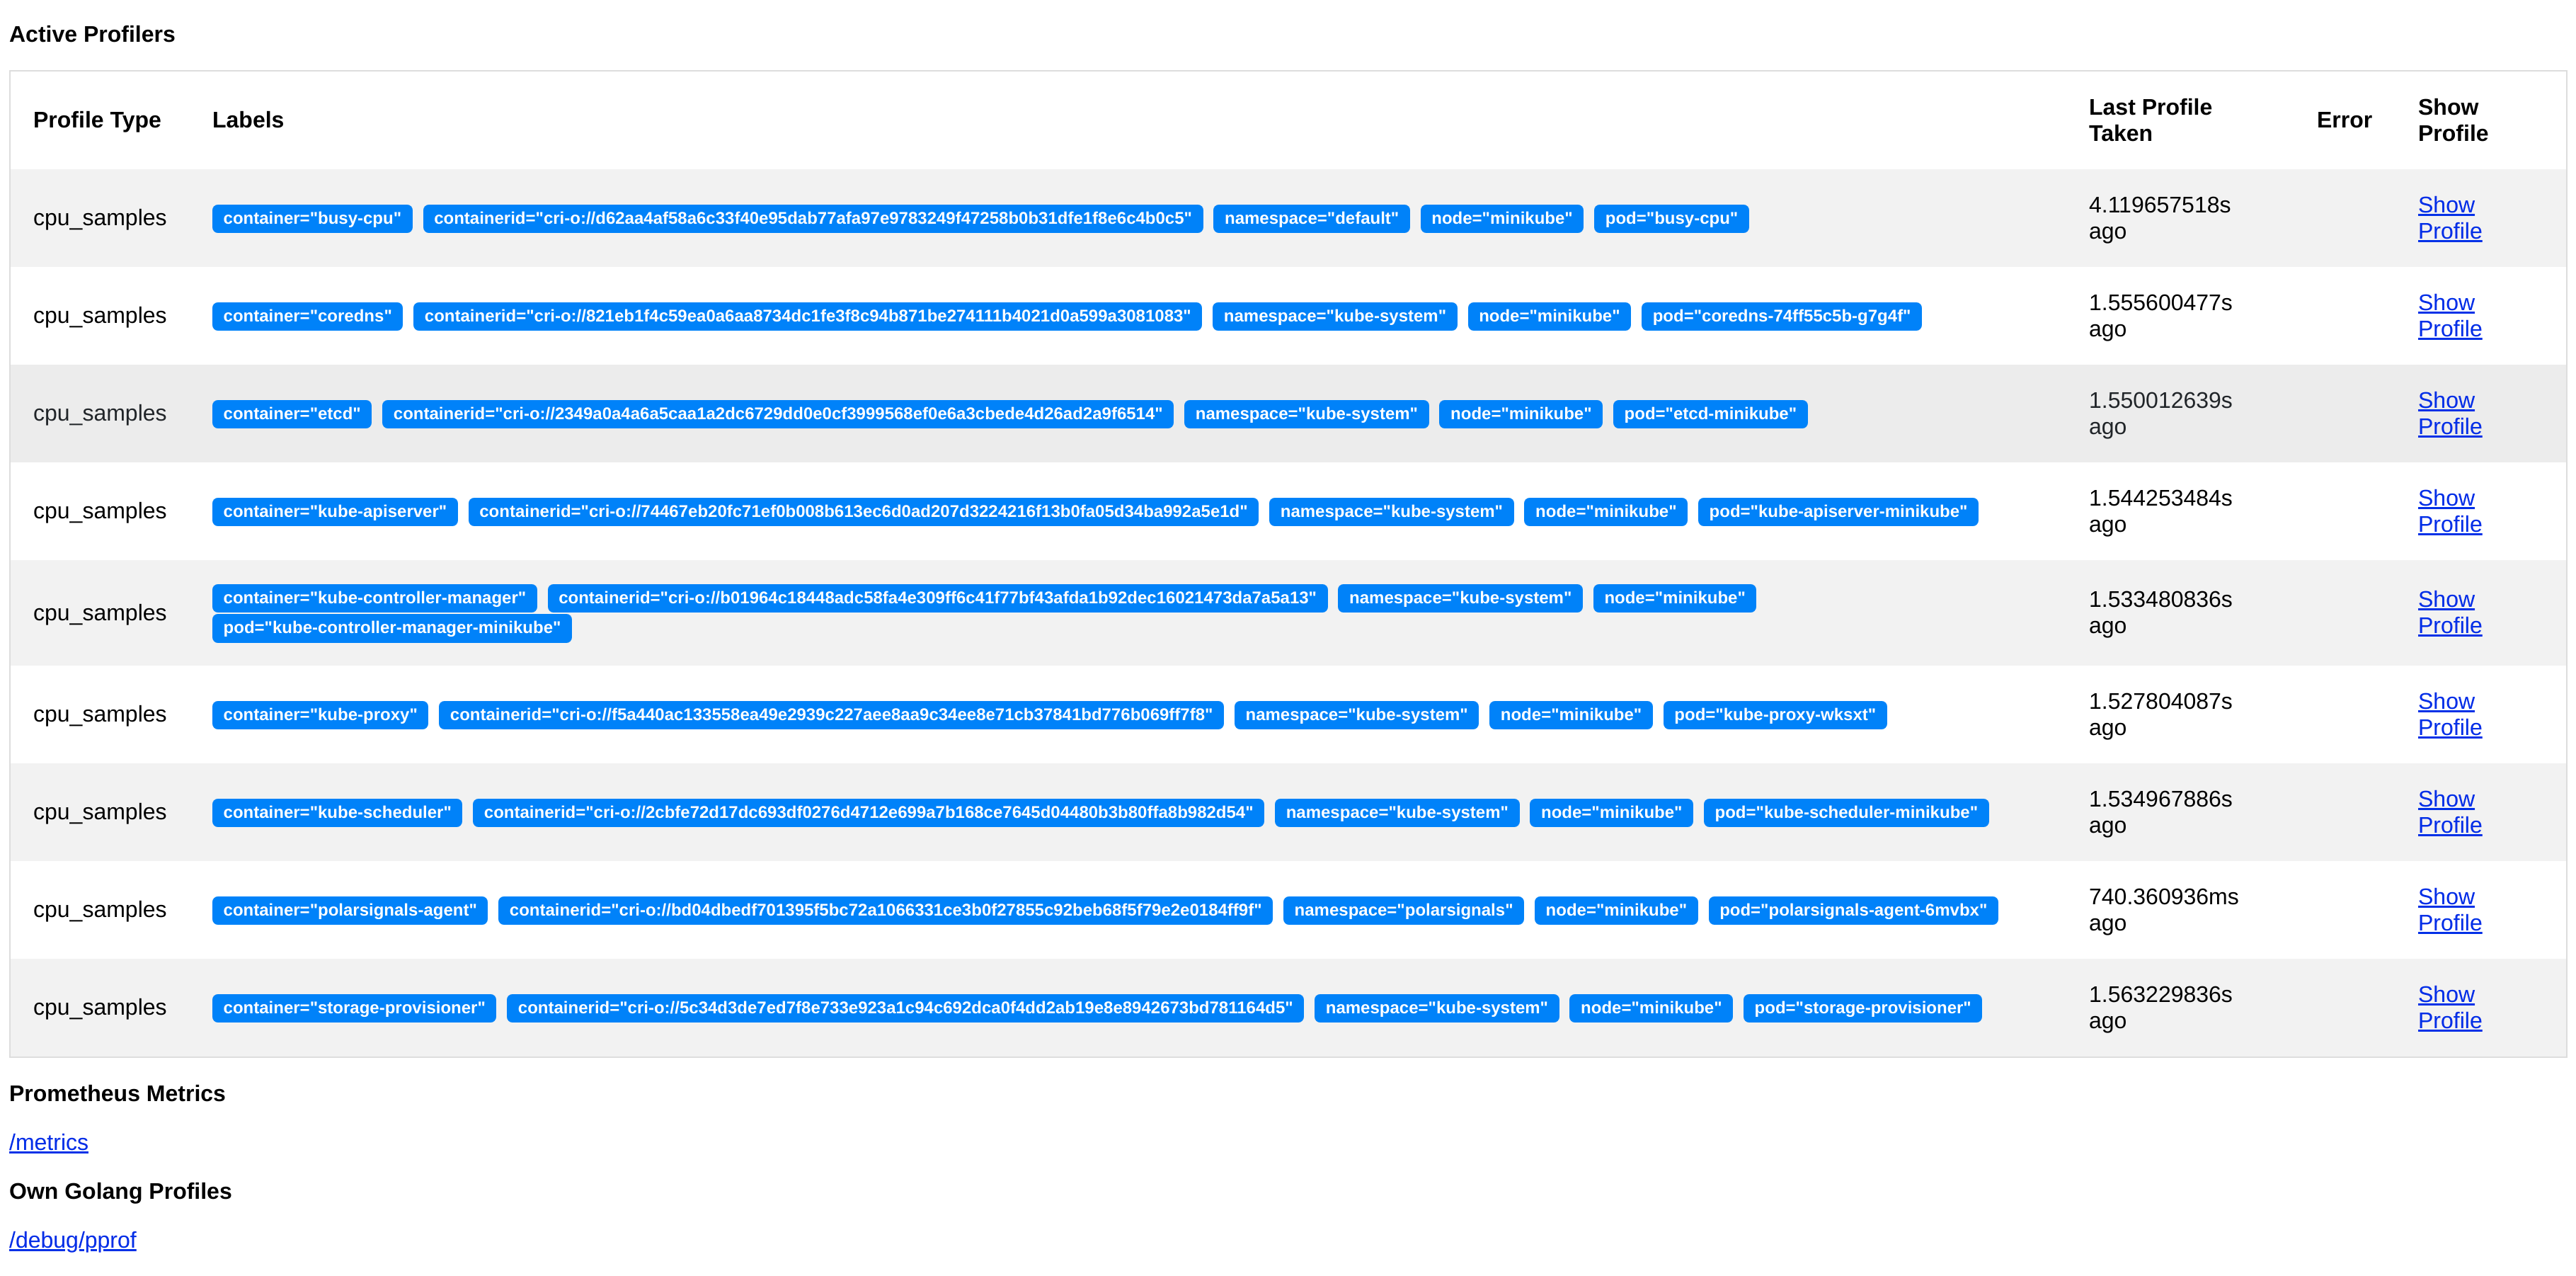 Active Profilers
Profile Type Labels Last Profile Taken Error Show Profile
cpu_samples container="busy-cpu" containerid="cri-o://d62aa4af58a6c33f40e95dab77afa97e9783249f47258b0b31dfe1f8e6c4b0c5" namespace="default" node="minikube" pod="busy-cpu" 4.119657518s ago Show Profile
cpu_samples container="coredns" containerid="cri-o://821eb1f4c59ea0a6aa8734dc1fe3f8c94b871be274111b4021d0a599a3081083" namespace="kube-system" node="minikube" pod="coredns-74ff55c5b-g7g4f" 1.555600477s ago Show Profile
cpu_samples container="etcd" containerid="cri-o://2349a0a4a6a5caa1a2dc6729dd0e0cf3999568ef0e6a3cbede4d26ad2a9f6514" namespace="kube-system" node="minikube" pod="etcd-minikube" 1.550012639s ago Show Profile
cpu_samples container="kube-apiserver" containerid="cri-o://74467eb20fc71ef0b008b613ec6d0ad207d3224216f13b0fa05d34ba992a5e1d" namespace="kube-system" node="minikube" pod="kube-apiserver-minikube" 1.544253484s ago Show Profile
cpu_samples container="kube-controller-manager" containerid="cri-o://b01964c18448adc58fa4e309ff6c41f77bf43afda1b92dec16021473da7a5a13" namespace="kube-system" node="minikube"
pod="kube-controller-manager-minikube" 1.533480836s ago Show Profile
cpu_samples container="kube-proxy" containerid="cri-o://f5a440ac133558ea49e2939c227aee8aa9c34ee8e71cb37841bd776b069ff7f8" namespace="kube-system" node="minikube" pod="kube-proxy-wksxt" 1.527804087s ago Show Profile
cpu_samples container="kube-scheduler" containerid="cri-o://2cbfe72d17dc693df0276d4712e699a7b168ce7645d04480b3b80ffa8b982d54" namespace="kube-system" node="minikube" pod="kube-scheduler-minikube" 1.534967886s ago Show Profile
cpu_samples container="polarsignals-agent" containerid="cri-o://bd04dbedf701395f5bc72a1066331ce3b0f27855c92beb68f5f79e2e0184ff9f" namespace="polarsignals" node="minikube" pod="polarsignals-agent-6mvbx" 740.360936ms ago Show Profile
cpu_samples container="storage-provisioner" containerid="cri-o://5c34d3de7ed7f8e733e923a1c94c692dca0f4dd2ab19e8e8942673bd781164d5" namespace="kube-system" node="minikube" pod="storage-provisioner" 1.563229836s ago Show Profile
Prometheus Metrics
/metrics
Own Golang Profiles
/debug/pprof